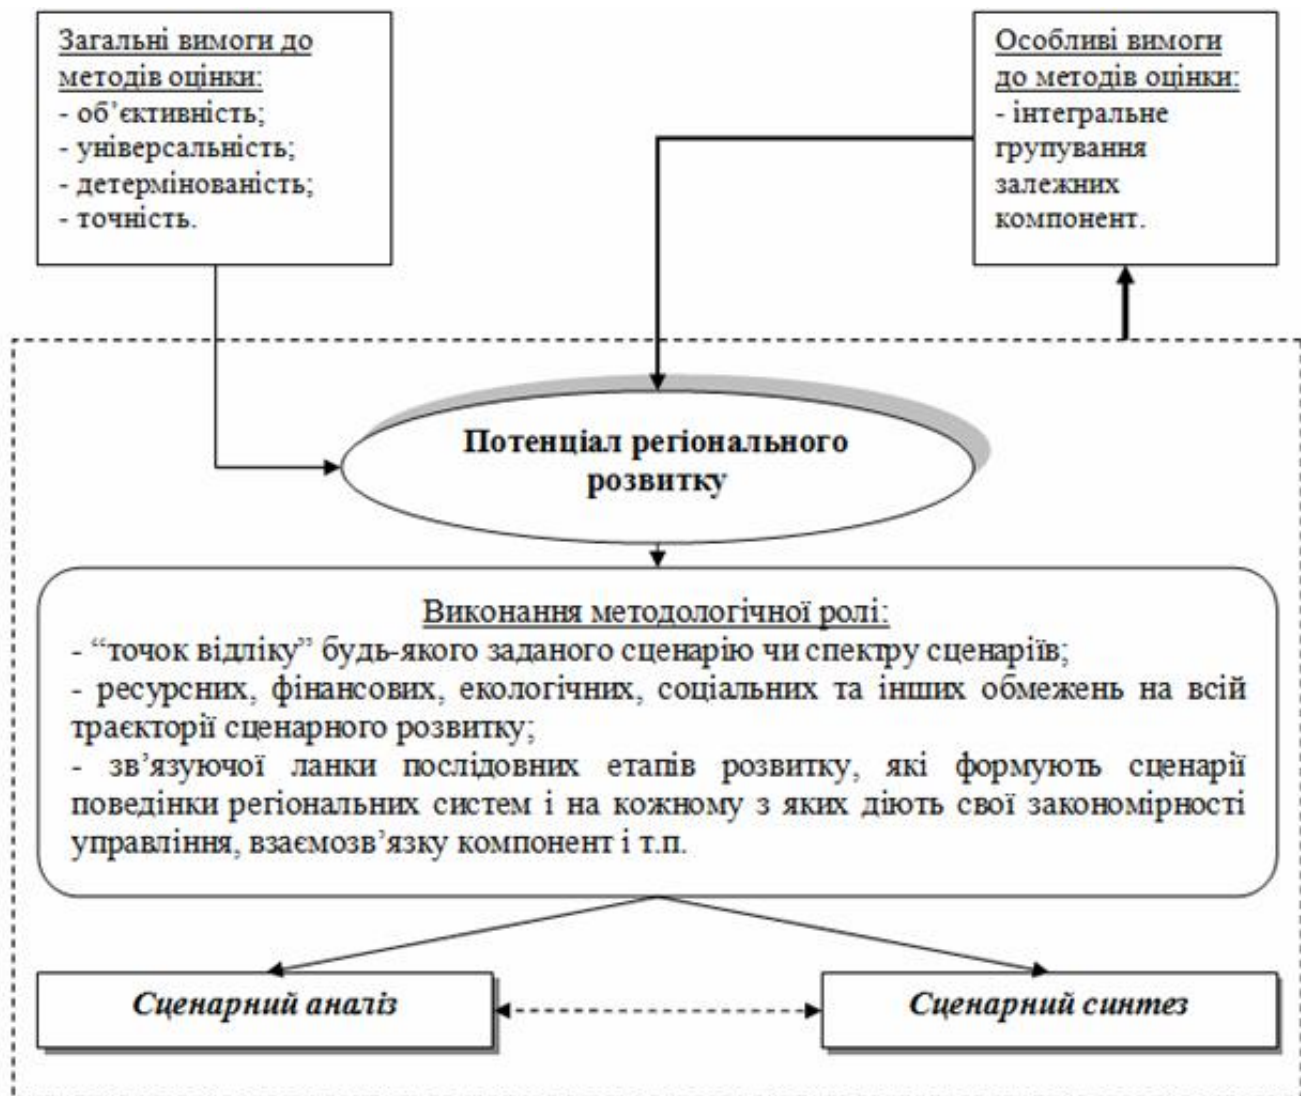 Загальні вимоги до
методів оцінки:
- об’єктивність;
- універсальність;
- детермінованість;
- точність.
Особливі вимоги
до методів оцінки:
- інтегральне
групування
залежних
компонент.
Потенціал регіонального
розвитку
Виконання методологічної ролі:
- “точок відліку” будь-якого заданого сценарію чи спектру сценаріїв;
- ресурсних, фінансових, екологічних, соціальних та інших обмежень на всій
траєкторії сценарного розвитку;
- зв’язуючої ланки послідовних етапів розвитку, які формують сценарії
поведінки регіональних систем і на кожному з яких діють свої закономірності
управління, взаємозв’язку компонент і т.п.
Сценарний аналіз
Сценарний синтез